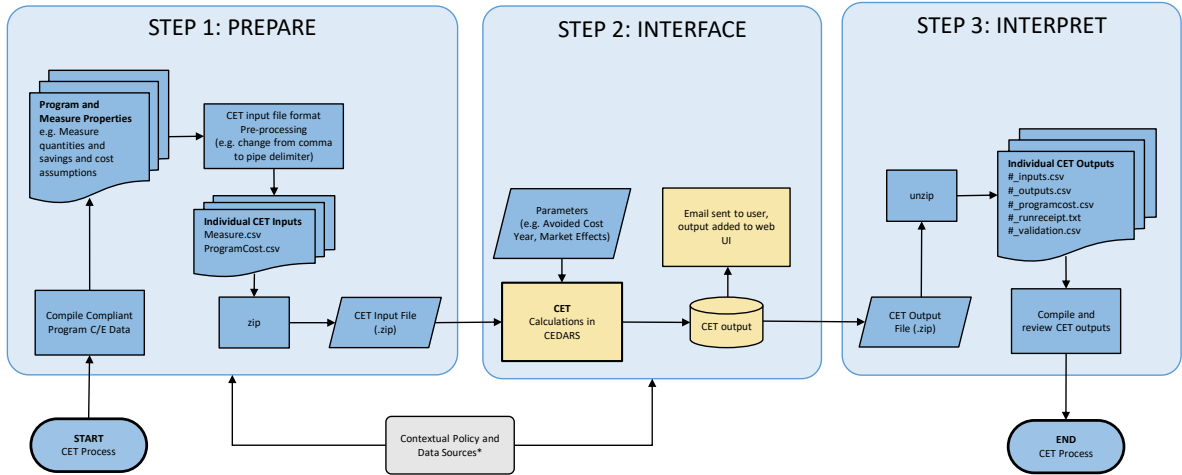 STEP 1: PREPARE
Program and
Measure Properties
e.g. Measure
quantities and
savings and cost
assumptions
CET input file format
Pre-processing
(e.g. change from comma
to pipe delimiter)
Individual CET Inputs
Measure.csv
ProgramCost.csv
Compile Compliant
Program C/E Data
zip
CET Input File
(.zip)
START
CET Process
STEP 2: INTERFACE
Parameters
(e.g. Avoided Cost
Year, Market Effects)
Email sent to user,
output added to web
UI
CET
Calculations in
CEDARS
CET output
Contextual Policy and
Data Sources*
STEP 3: INTERPRET
unzip
Individual CET Outputs
#_inputs.csv
#_outputs.csv
#_programcost.csv
#_runreceipt.txt
#_validation.csv
CET Output
File (.zip)
Compile and
review CET outputs
END
CET Process